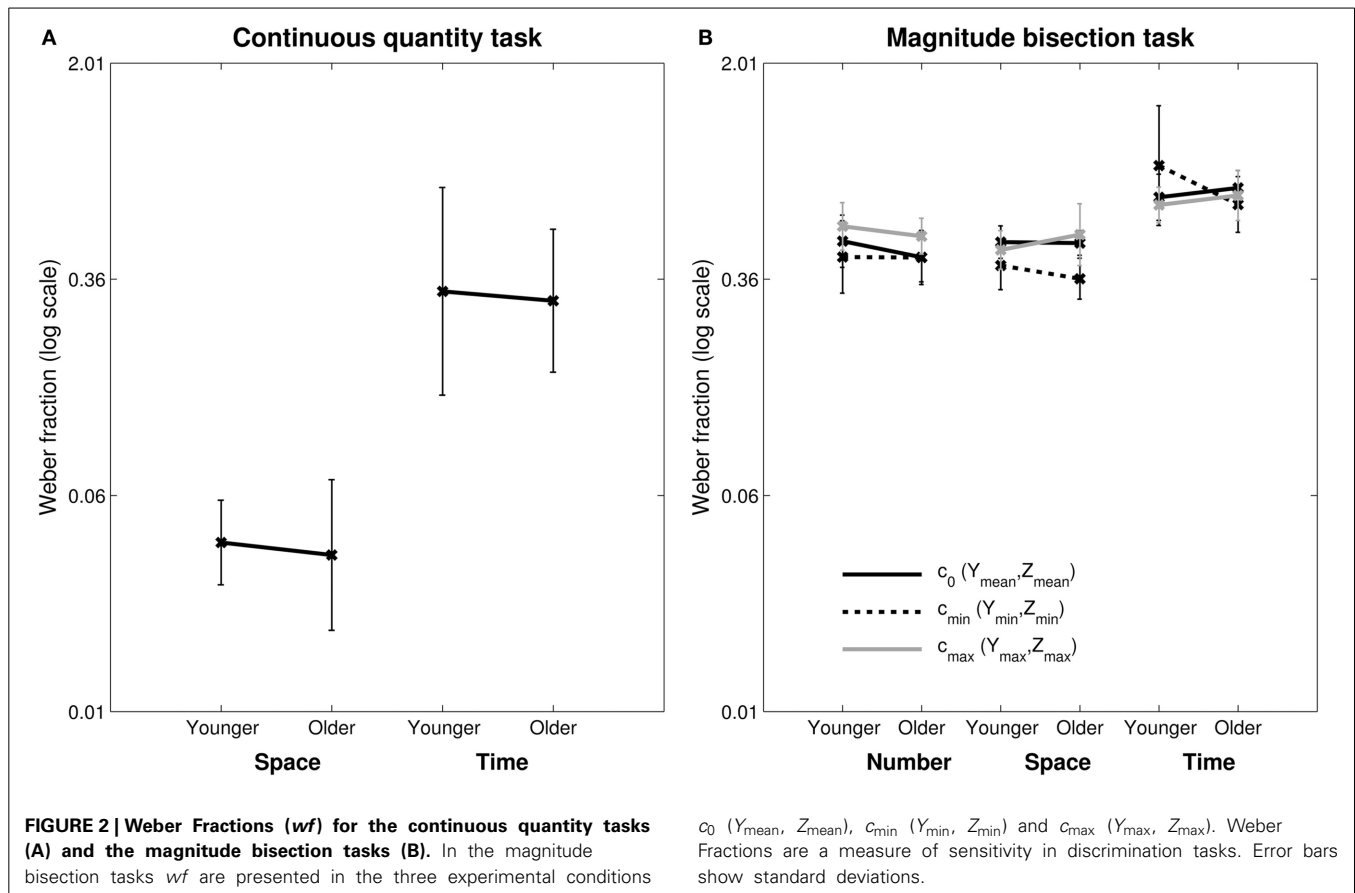 A Continuous quantity task
2.01
0.36
0.06
0.01
Weber fraction (log scale)
Younger Older Younger Older
Space Time
B Magnitude bisection task
2.01
0.36
0.06
0.01
Weber fraction (log scale)
c0 (Ymean,Zmean)
cmin (Ymin,Zmin)
cmax (Ymax,Zmax)
Younger Older Younger Older Younger Older
Number Space Time
FIGURE 2 | Weber Fractions (wf) for the continuous quantity tasks
(A) and the magnitude bisection tasks (B). In the magnitude
bisection tasks wf are presented in the three experimental conditions
c0 (Ymean, Zmean), cmin (Ymin, Zmin) and cmax (Ymax, Zmax). Weber
Fractions are a measure of sensitivity in discrimination tasks. Error bars
show standard deviations.